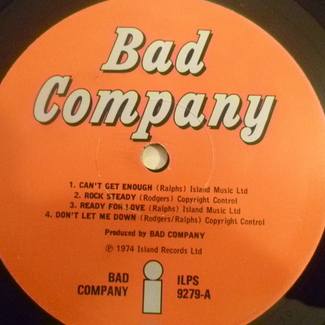 Bad
Company
1. CAN'T GET ENOUGH (Ralphs) Island Music Ltd
2. ROCK STEADY (Rodgers) Copyright Control
3. READY FOR LOVE (Ralphs) Island Music Ltd
4. DON'T LET ME DOWN (Rodgers/Ralphs) Copyright Control
Produced by BAD COMPANY
℗ 1974 Island Records Ltd
BAD COMPANY
ILPS 9279-A